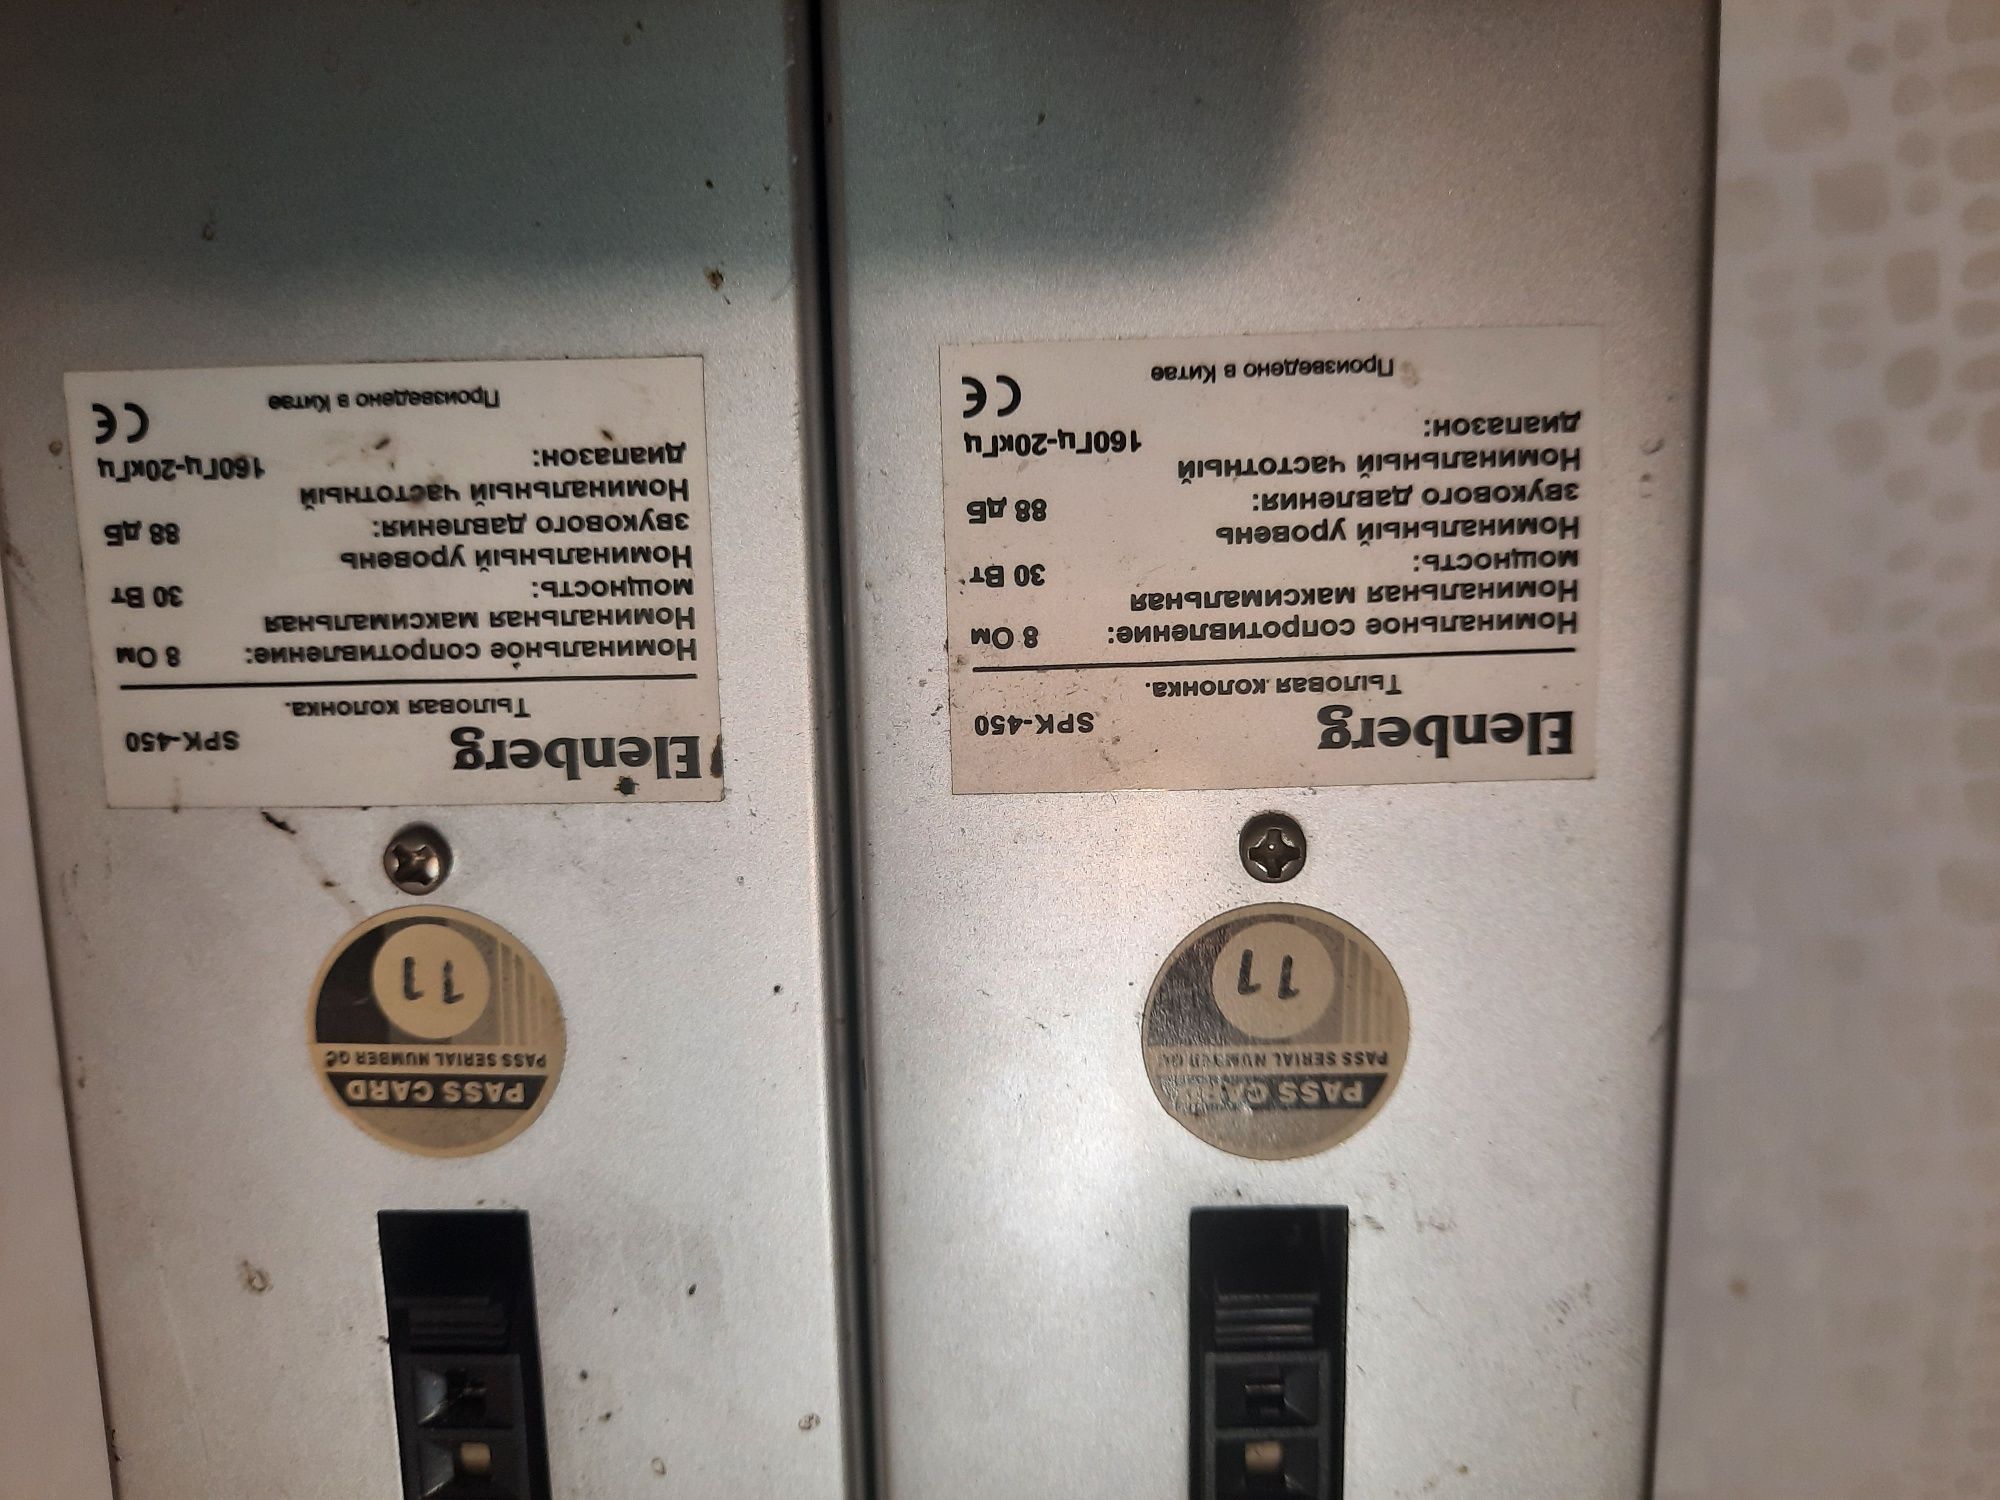 Elenberg SPK-450
Тыловая колонка.
Номинальное сопротивление: 8 Ом
Номинальная максимальная
мощность: 30 Вт
Номинальный уровень
звукового давления: 88 дБ
Номинальный частотный
диапазон: 160Гц-20кГц
Произведено в Китае
CE
PASS CARD
PASS SERIAL NUMBER QC
11
Elenberg SPK-450
Тыловая колонка.
Номинальное сопротивление: 8 Ом
Номинальная максимальная
мощность: 30 Вт
Номинальный уровень
звукового давления: 88 дБ
Номинальный частотный
диапазон: 160Гц-20кГц
Произведено в Китае
CE
PASS CARD
PASS SERIAL NUMBER QC
11